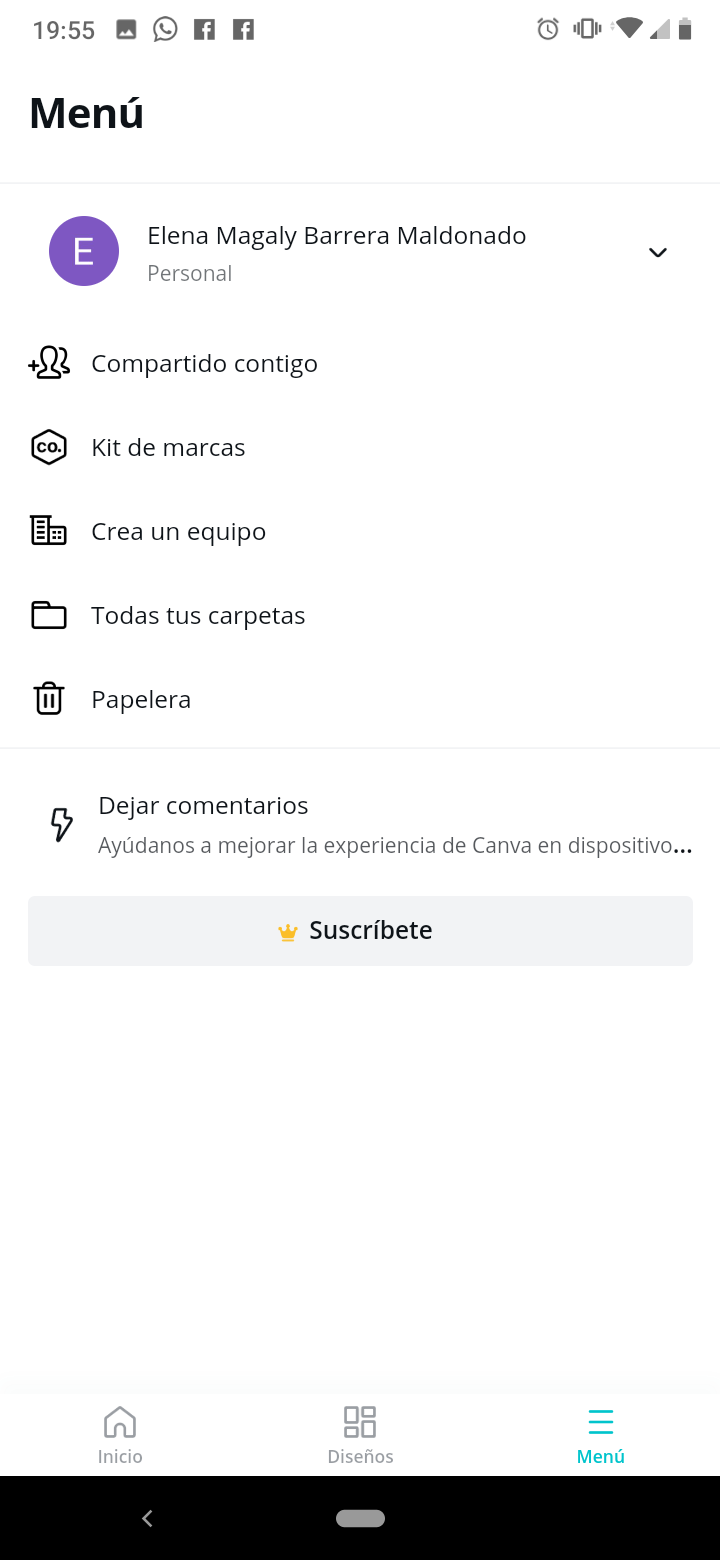 19:55
Menú
E
Elena Magaly Barrera Maldonado
Personal
Compartido contigo
co.
Kit de marcas
Crea un equipo
Todas tus carpetas
Papelera
Dejar comentarios
Ayúdanos a mejorar la experiencia de Canva en dispositivo...
Suscríbete
Inicio
Diseños
Menú